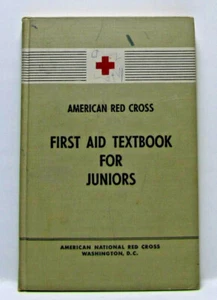 AMERICAN RED CROSS
FIRST AID TEXTBOOK
FOR
JUNIORS
AMERICAN NATIONAL RED CROSS
WASHINGTON, D.C.